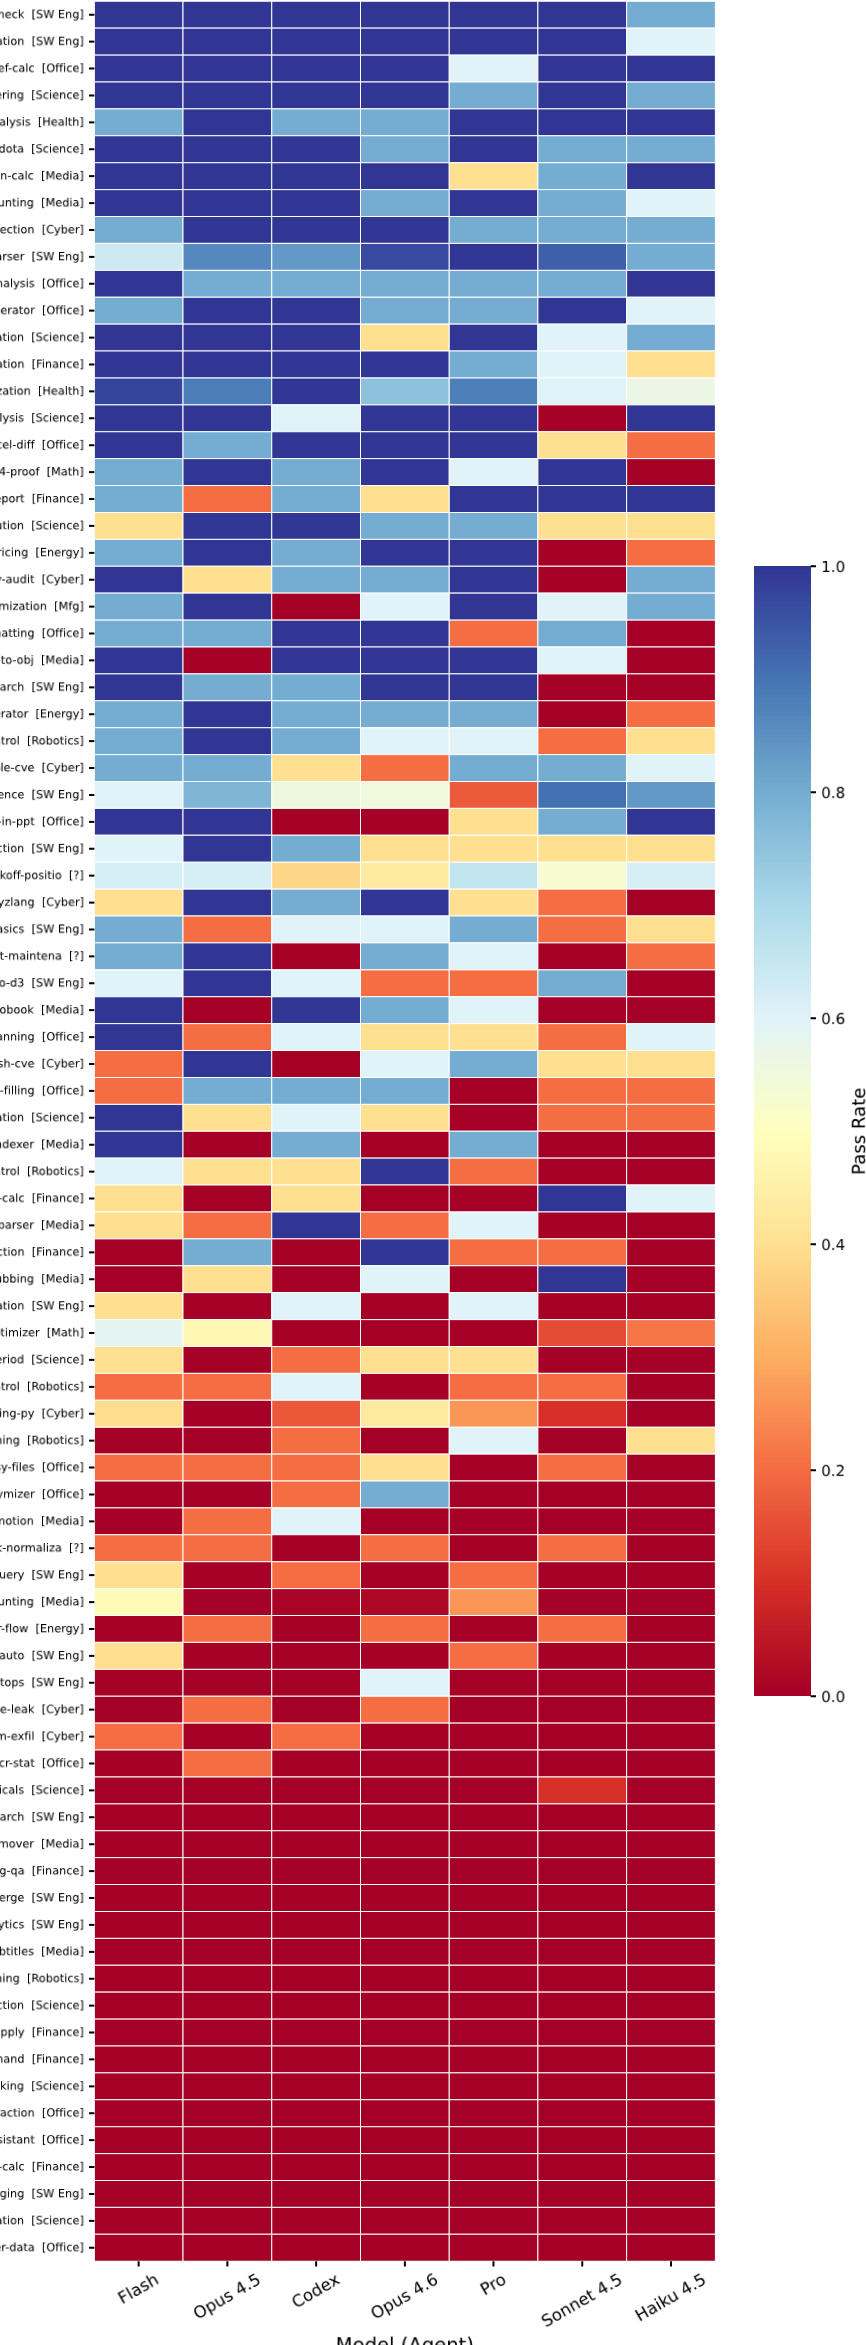 heck [SW Eng]
ation [SW Eng]
ef-calc [Office]
ering [Science]
alysis [Health]
dota [Science]
n-calc [Media]
unting [Media]
ection [Cyber]
arser [SW Eng]
nalysis [Office]
erator [Office]
ation [Science]
ation [Finance]
zation [Health]
lysis [Science]
cel-diff [Office]
4-proof [Math]
eport [Finance]
ution [Science]
ricing [Energy]
y-audit [Cyber]
mization [Mfg]
natting [Office]
to-obj [Media]
arch [SW Eng]
erator [Energy]
trol [Robotics]
le-cve [Cyber]
ence [SW Eng]
-in-ppt [Office]
ction [SW Eng]
koff-positio [?]
yzlang [Cyber]
asics [SW Eng]
t-maintena [?]
o-d3 [SW Eng]
obook [Media]
anning [Office]
sh-cve [Cyber]
-filling [Office]
ation [Science]
ndexer [Media]
trol [Robotics]
-calc [Finance]
parser [Media]
ction [Finance]
ubbing [Media]
ation [SW Eng]
timizer [Math]
eriod [Science]
trol [Robotics]
ing-py [Cyber]
ning [Robotics]
sy-files [Office]
ymizer [Office]
motion [Media]
k-normaliza [?]
uery [SW Eng]
unting [Media]
r-flow [Energy]
auto [SW Eng]
tops [SW Eng]
e-leak [Cyber]
m-exfil [Cyber]
cr-stat [Office]
icals [Science]
arch [SW Eng]
mover [Media]
g-qa [Finance]
erge [SW Eng]
ytics [SW Eng]
btitles [Media]
ning [Robotics]
ction [Science]
pply [Finance]
nand [Finance]
king [Science]
action [Office]
sistant [Office]
-calc [Finance]
ging [SW Eng]
ation [Science]
er-data [Office]
Flash
Opus 4.5
Codex
Opus 4.6
Pro
Sonnet 4.5
Haiku 4.5
Model (Agent)
1.0
0.8
0.6
0.4
0.2
0.0
Pass Rate